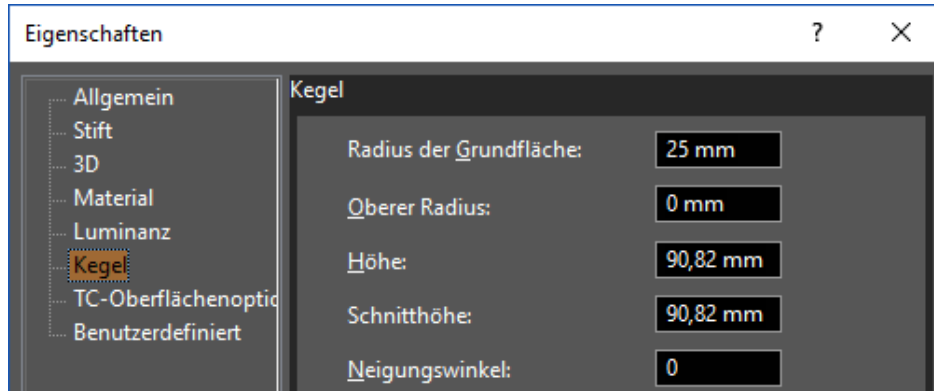 Eigenschaften ? ×
Allgemein
Stift
3D
Material
Luminanz
Kegel
TC-Oberflächenoptic
Benutzerdefiniert
Kegel
Radius der Grundfläche: 25 mm
Oberer Radius: 0 mm
Höhe: 90,82 mm
Schnitthöhe: 90,82 mm
Neigungswinkel: 0